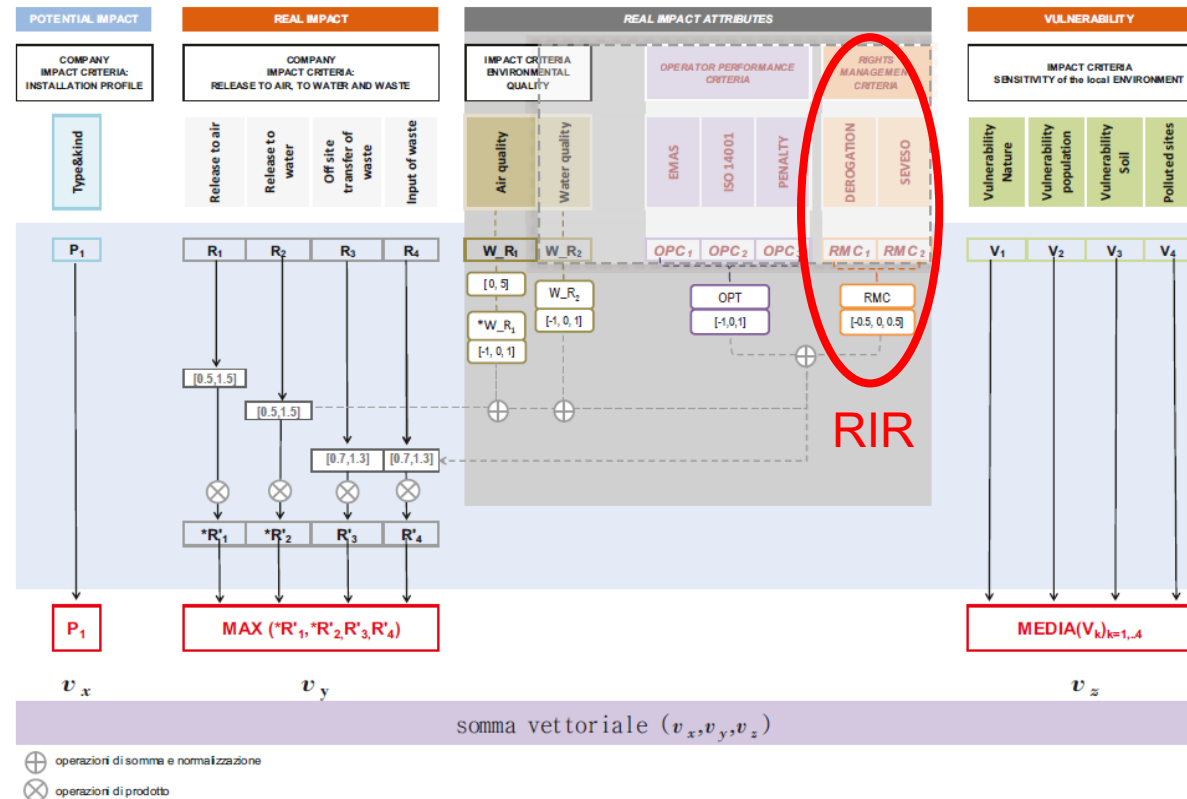 POTENTIAL IMPACT
REAL IMPACT
REAL IMPACT ATTRIBUTES
VULNERABILITY
COMPANY
IMPACT CRITERIA:
INSTALLATION PROFILE
COMPANY
IMPACT CRITERIA:
RELEASE TO AIR, TO WATER AND WASTE
IMPACT CRITERIA
ENVIRONMENTAL
QUALITY
OPERATOR PERFORMANCE
CRITERIA
RIGHTS
MANAGEMENT
CRITERIA
IMPACT CRITERIA
SENSITIVITY of the local ENVIRONMENT
Type&kind
Release to air
Release to
water
Off site
transfer of
waste
Input of waste
Air quality
Water quality
EMAS
ISO 14001
PENALTY
DEROGATION
SEVESO
Vulnerability
Nature
Vulnerability
population
Vulnerability
Soil
Polluted sites
P1
R1 R2 R3 R4
W_R1 W_R2
OPC1 OPC2 OPC
RMC1 RMC2
V1 V2 V3 V4
[0, 5]
*W_R1
[-1, 0, 1]
W_R2
[-1, 0, 1]
OPT
[-1,0,1]
RMC
[-0.5, 0, 0.5]
RIR
[0.5,1.5]
[0.5,1.5]
[0.7,1.3] [0.7,1.3]
*R'1 *R'2 R'3 R'4
P1
MAX (*R'1,*R'2,R'3,R'4)
MEDIA(Vk)k=1,..4
v x
v y
v z
somma vettoriale (vx,vy,vz)
operazioni di somma e normalizzazione
operazioni di prodotto